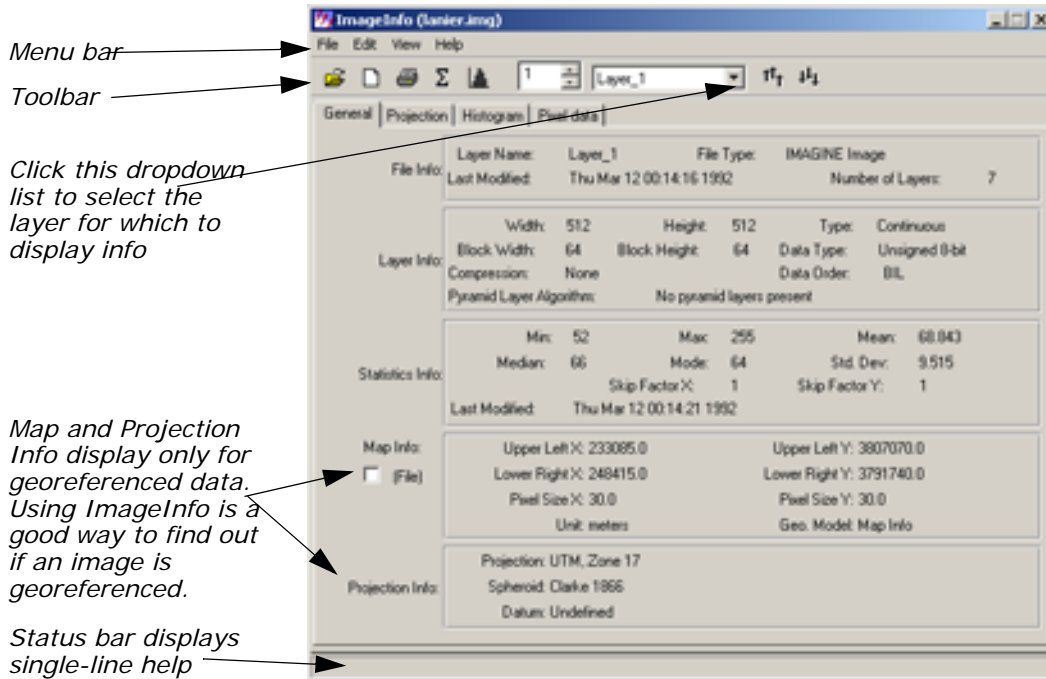 ImageInfo (lanier.img)
Menu bar
File Edit View Help
Toolbar
1 Layer_1
General Projection Histogram Pixel data
Click this dropdown
list to select the
layer for which to
display info
File Info:
Layer Name: Layer_1 File Type: IMAGINE Image
Last Modified: Thu Mar 12 00:14:16 1992 Number of Layers: 7
Layer Info:
Width: 512 Height: 512 Type: Continuous
Block Width: 64 Block Height: 64 Data Type: Unsigned 8-bit
Compression: None Data Order: BIL
Pyramid Layer Algorithm: No pyramid layers present
Statistics Info:
Min: 52 Max: 255 Mean: 68.843
Median: 66 Mode: 64 Std. Dev: 9.515
Skip Factor X: 1 Skip Factor Y: 1
Last Modified: Thu Mar 12 00:14:21 1992
Map and Projection
Info display only for
georeferenced data.
Using ImageInfo is a
good way to find out
if an image is
georeferenced.
Map Info:
(File)
Upper Left X: 233085.0 Upper Left Y: 3807070.0
Lower Right X: 248415.0 Lower Right Y: 3791740.0
Pixel Size X: 30.0 Pixel Size Y: 30.0
Unit: meters Geo. Model: Map Info
Projection Info:
Projection: UTM, Zone 17
Spheroid: Clarke 1866
Datum: Undefined
Status bar displays
single-line help